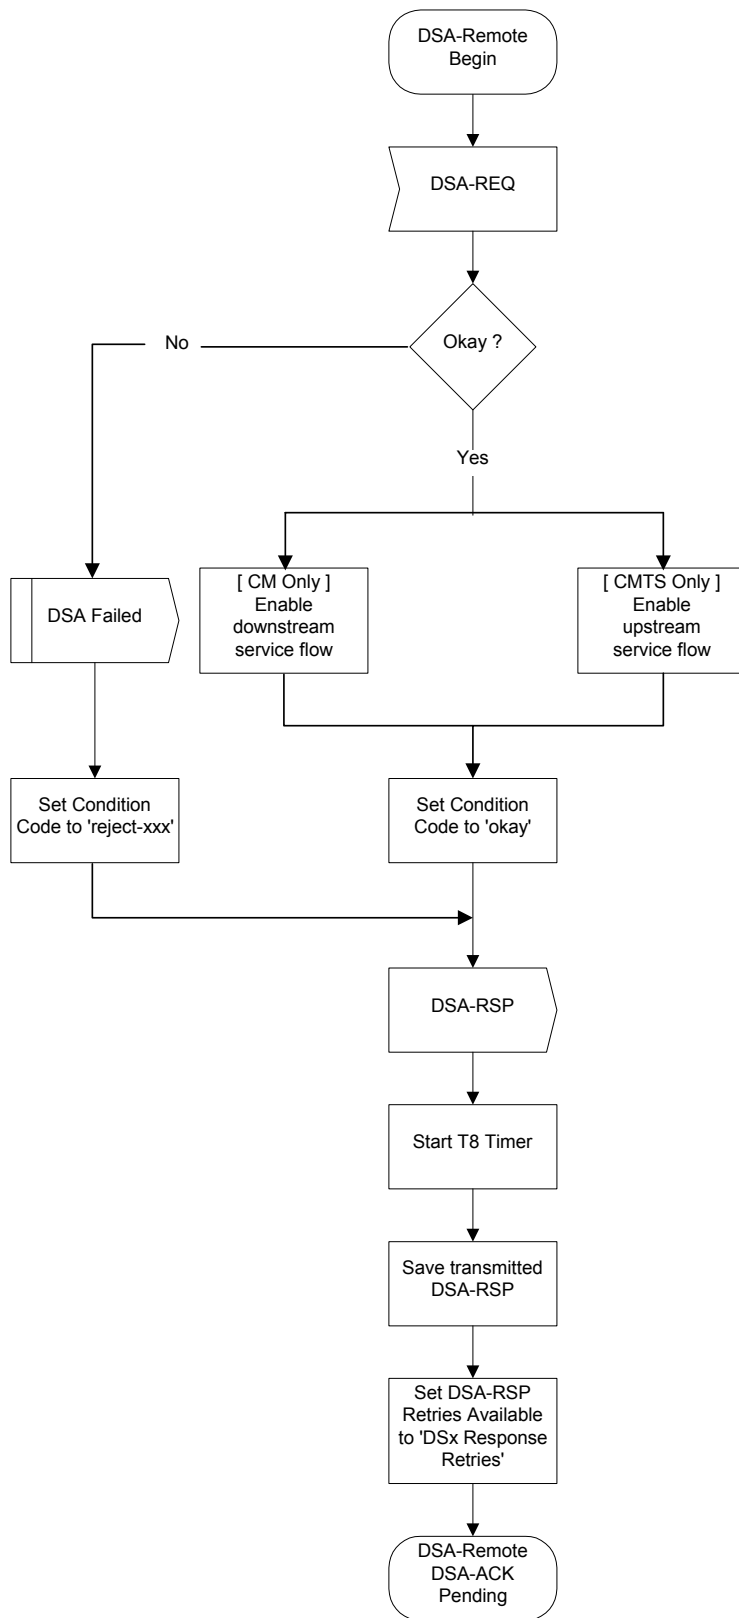 DSA-Remote
Begin
DSA-REQ
Okay ?
No
Yes
[ CM Only ]
Enable
downstream
service flow
[ CMTS Only ]
Enable
upstream
service flow
DSA Failed
Set Condition
Code to 'reject-xxx'
Set Condition
Code to 'okay'
DSA-RSP
Start T8 Timer
Save transmitted
DSA-RSP
Set DSA-RSP
Retries Available
to 'DSx Response
Retries'
DSA-Remote
DSA-ACK
Pending